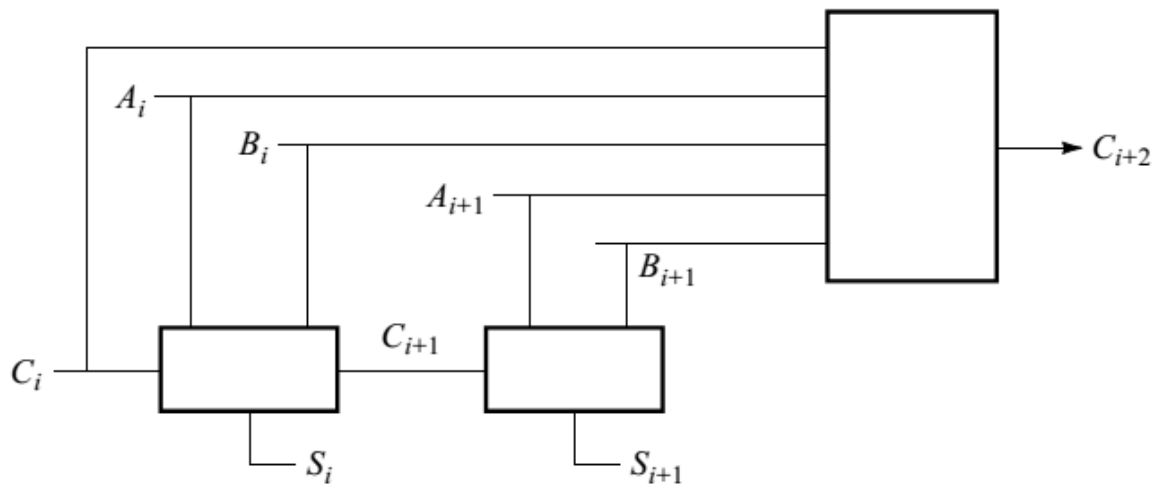 A_i
B_i
C_{i+2}
A_{i+1}
B_{i+1}
C_{i+1}
C_i
S_i
S_{i+1}